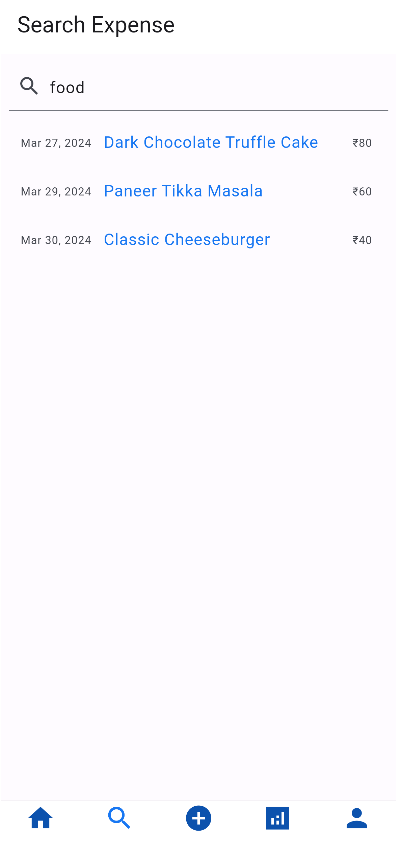 Search Expense
food
Mar 27, 2024 Dark Chocolate Truffle Cake ₹80
Mar 29, 2024 Paneer Tikka Masala ₹60
Mar 30, 2024 Classic Cheeseburger ₹40